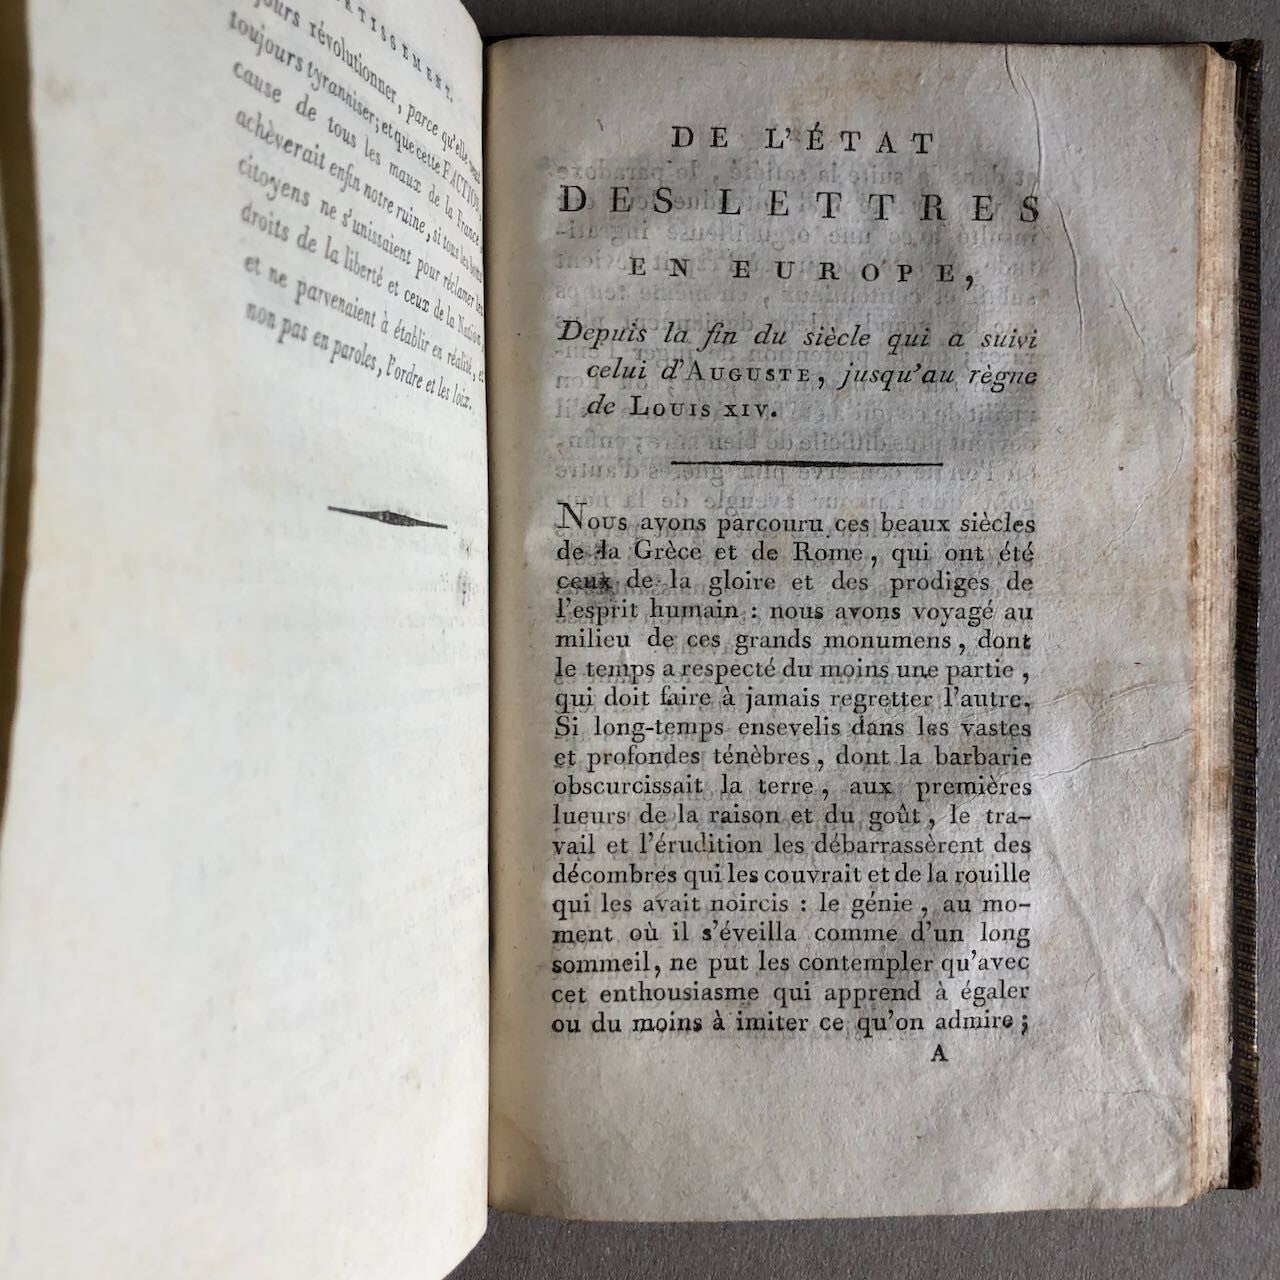 RTISSEMENT.
jours révolutionner, parce qu'elle veut
toujours tyranniser; et que cette FACTION,
cause de tous les maux de la France,
achèverait enfin notre ruine, si tous les bons
citoyens ne s'unissaient pour réclamer les
droits de la liberté et ceux de la Nation,
et ne parvenaient à établir en réalité, et
non pas en paroles, l'ordre et les loix.
DE L'ÉTAT
DES LETTRES
EN EUROPE,
Depuis la fin du siècle qui a suivi
celui d'AUGUSTE, jusqu'au règne
de LOUIS XIV.
NOUS avons parcouru ces beaux siècles
de la Grèce et de Rome, qui ont été
ceux de la gloire et des prodiges de
l'esprit humain : nous avons voyagé au
milieu de ces grands monumens, dont
le temps a respecté du moins une partie,
qui doit faire à jamais regretter l'autre.
Si long-temps ensevelis dans les vastes
et profondes ténèbres, dont la barbarie
obscurcissait la terre, aux premières
lueurs de la raison et du goût, le tra-
vail et l'érudition les débarrassèrent des
décombres qui les couvrait et de la rouille
qui les avait noircis : le génie, au mo-
ment où il s'éveilla comme d'un long
sommeil, ne put les contempler qu'avec
cet enthousiasme qui apprend à égaler
ou du moins à imiter ce qu'on admire;
A